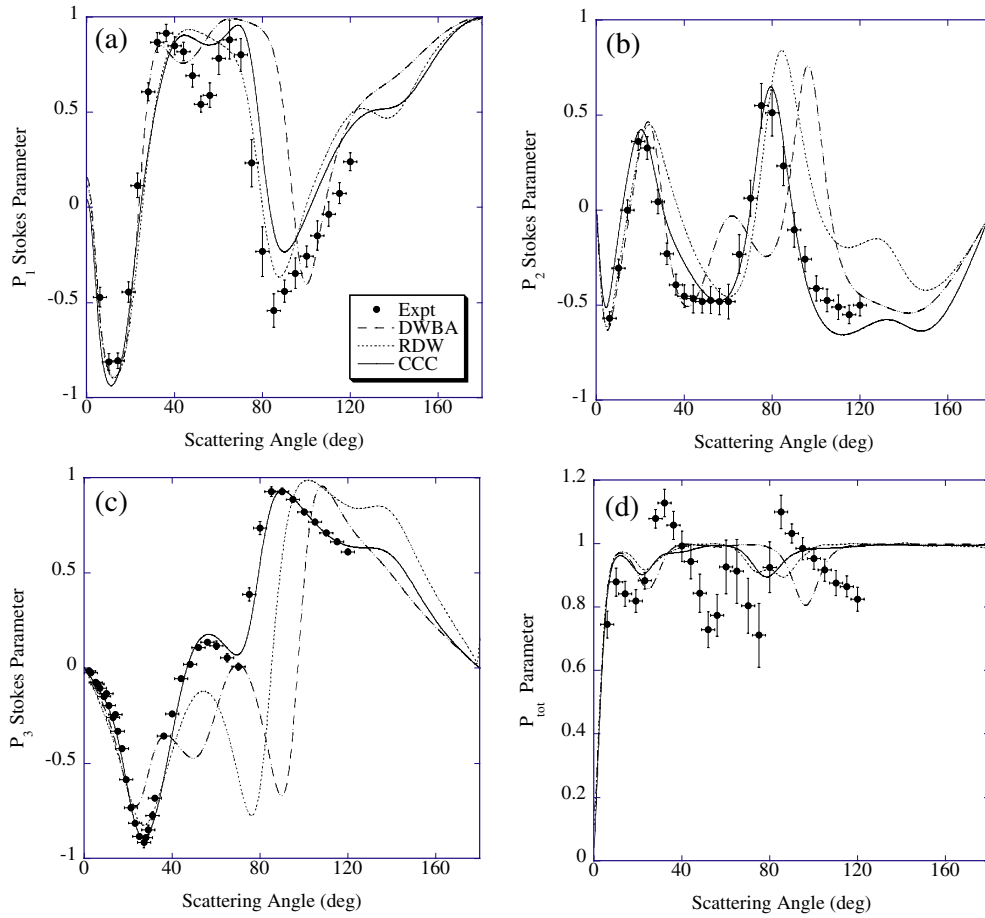 (a)
1
0.5
0
-0.5
-1
P1 Stokes Parameter
0 40 80 120 160
Scattering Angle (deg)
Expt
DWBA
RDW
CCC
(b)
1
0.5
0
-0.5
-1
P2 Stokes Parameter
0 40 80 120 160
Scattering Angle (deg)
(c)
1
0.5
0
-0.5
-1
P3 Stokes Parameter
0 40 80 120 160
Scattering Angle (deg)
(d)
1.2
1
0.8
0.6
0.4
0.2
0
Ptot Parameter
0 40 80 120 160
Scattering Angle (deg)